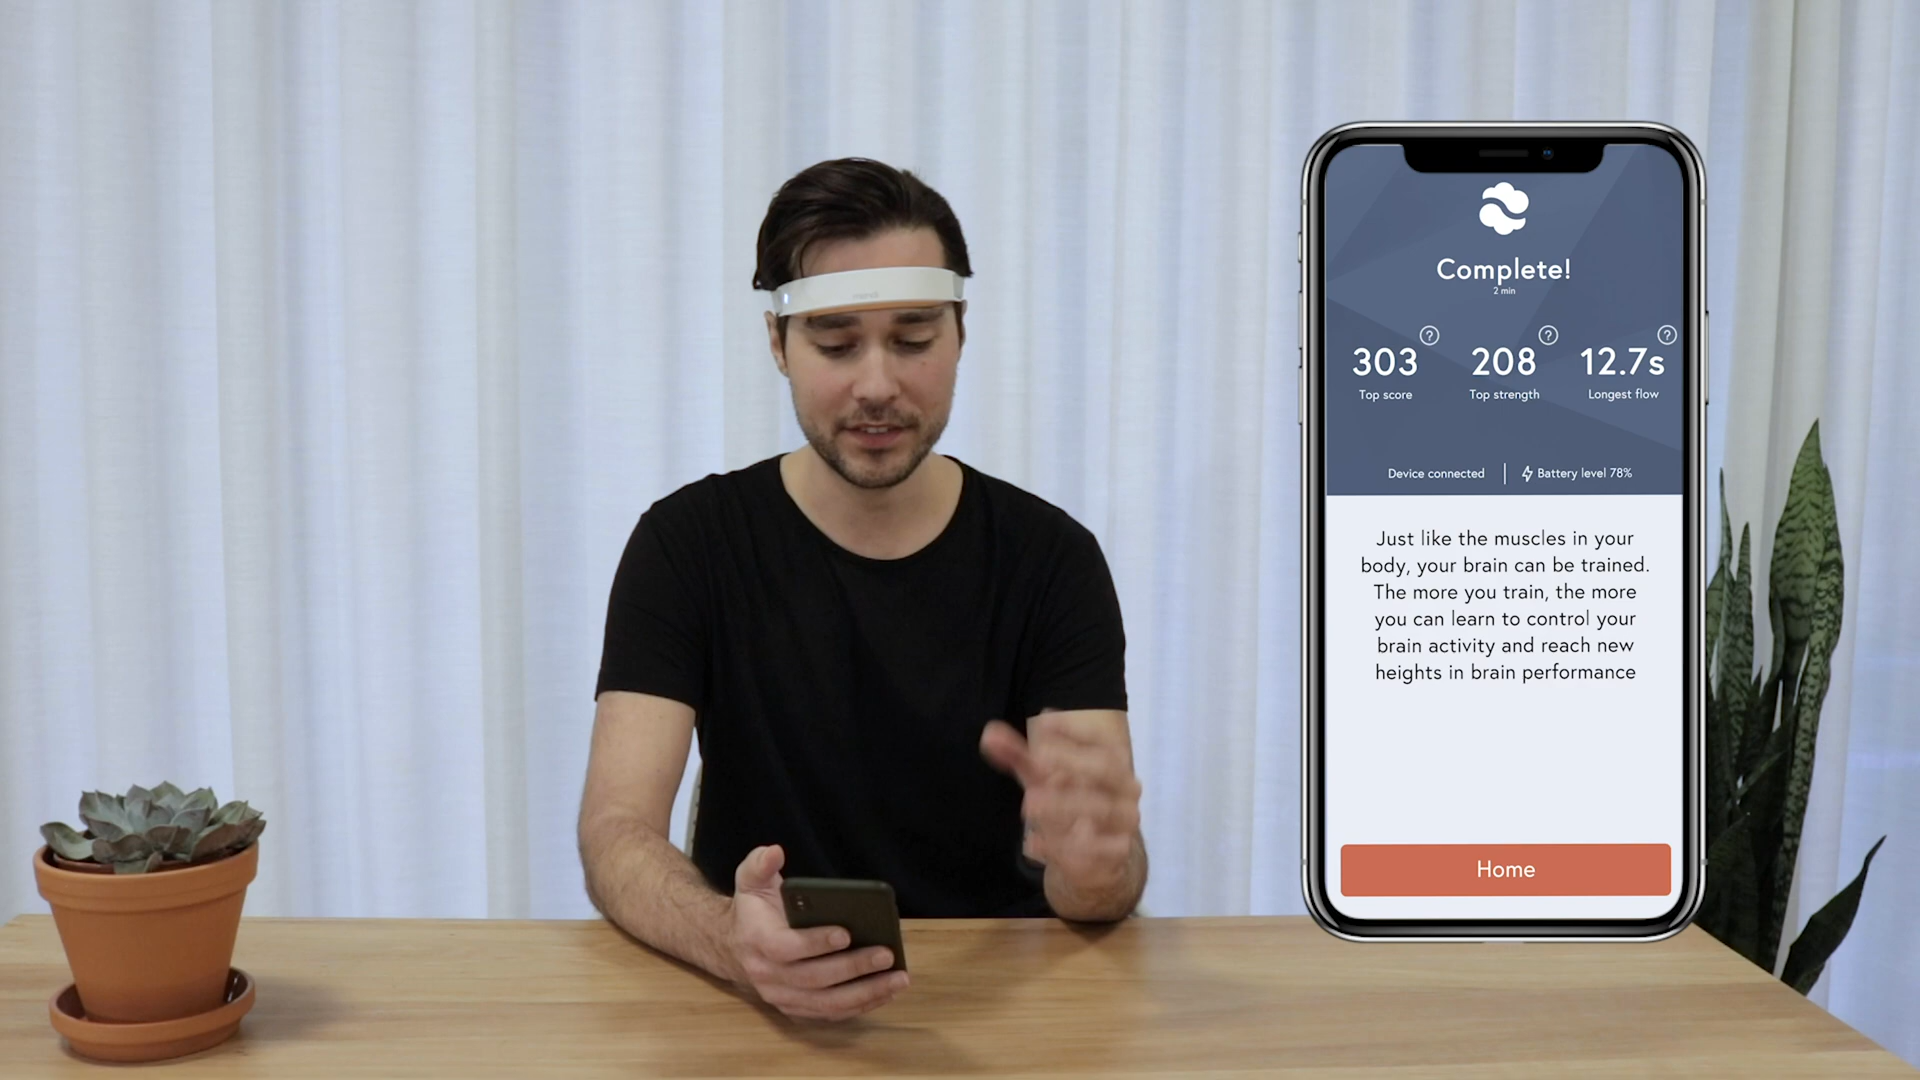 mendi
Complete!
2 min
? ? ?
303 208 12.7s
Top score Top strength Longest flow
Device connected Battery level 78%
Just like the muscles in your
body, your brain can be trained.
The more you train, the more
you can learn to control your
brain activity and reach new
heights in brain performance
Home